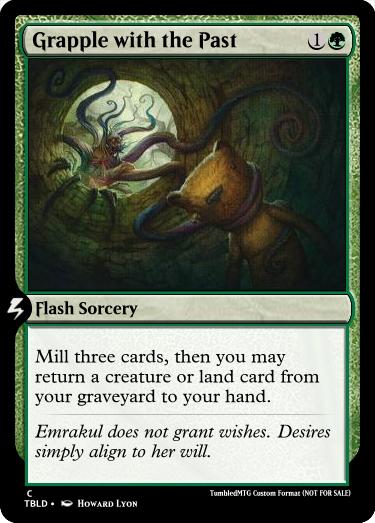 Grapple with the Past 1
Flash Sorcery
Mill three cards, then you may
return a creature or land card from
your graveyard to your hand.
Emrakul does not grant wishes. Desires
simply align to her will.
C
TBLD • Howard Lyon
TumbledMTG Custom Format (NOT FOR SALE)